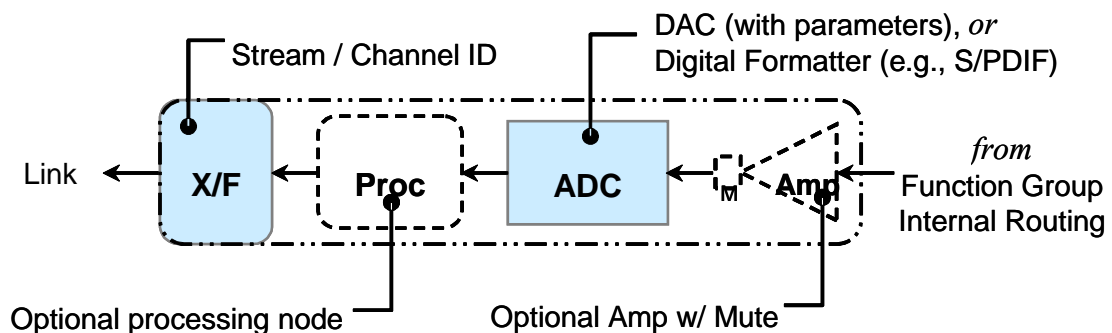 Stream / Channel ID
DAC (with parameters), or
Digital Formatter (e.g., S/PDIF)
Link
X/F
Proc
ADC
M
Amp
from
Function Group
Internal Routing
Optional processing node
Optional Amp w/ Mute